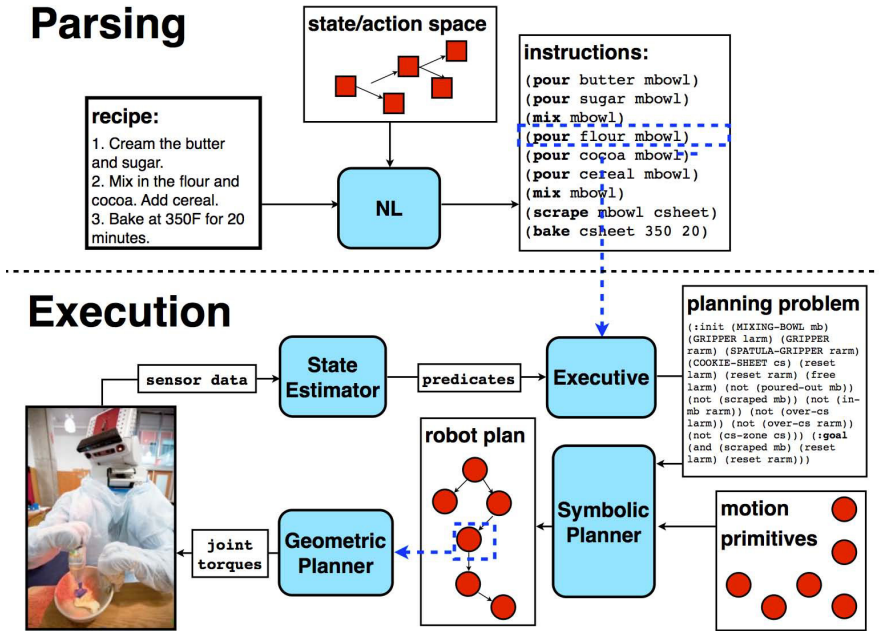 Parsing
state/action space
recipe:
1. Cream the butter
and sugar.
2. Mix in the flour and
cocoa. Add cereal.
3. Bake at 350F for 20
minutes.
NL
instructions:
(pour butter mbowl)
(pour sugar mbowl)
(mix mbowl)
(pour flour mbowl)
(pour cocoa mbowl)
(pour cereal mbowl)
(mix mbowl)
(scrape mbowl csheet)
(bake csheet 350 20)
Execution
sensor data
State
Estimator
predicates
Executive
planning problem
(:init (MIXING-BOWL mb)
(GRIPPER larm) (GRIPPER
rarm) (SPATULA-GRIPPER rarm)
(COOKIE-SHEET cs) (reset
larm) (reset rarm) (free
larm) (not (poured-out mb))
(not (scraped mb)) (not (in-
mb rarm)) (not (over-cs
larm)) (not (over-cs rarm))
(not (cs-zone cs))) (:goal
(and (scraped mb) (reset
larm) (reset rarm)))
robot plan
Symbolic
Planner
motion
primitives
Geometric
Planner
joint
torques